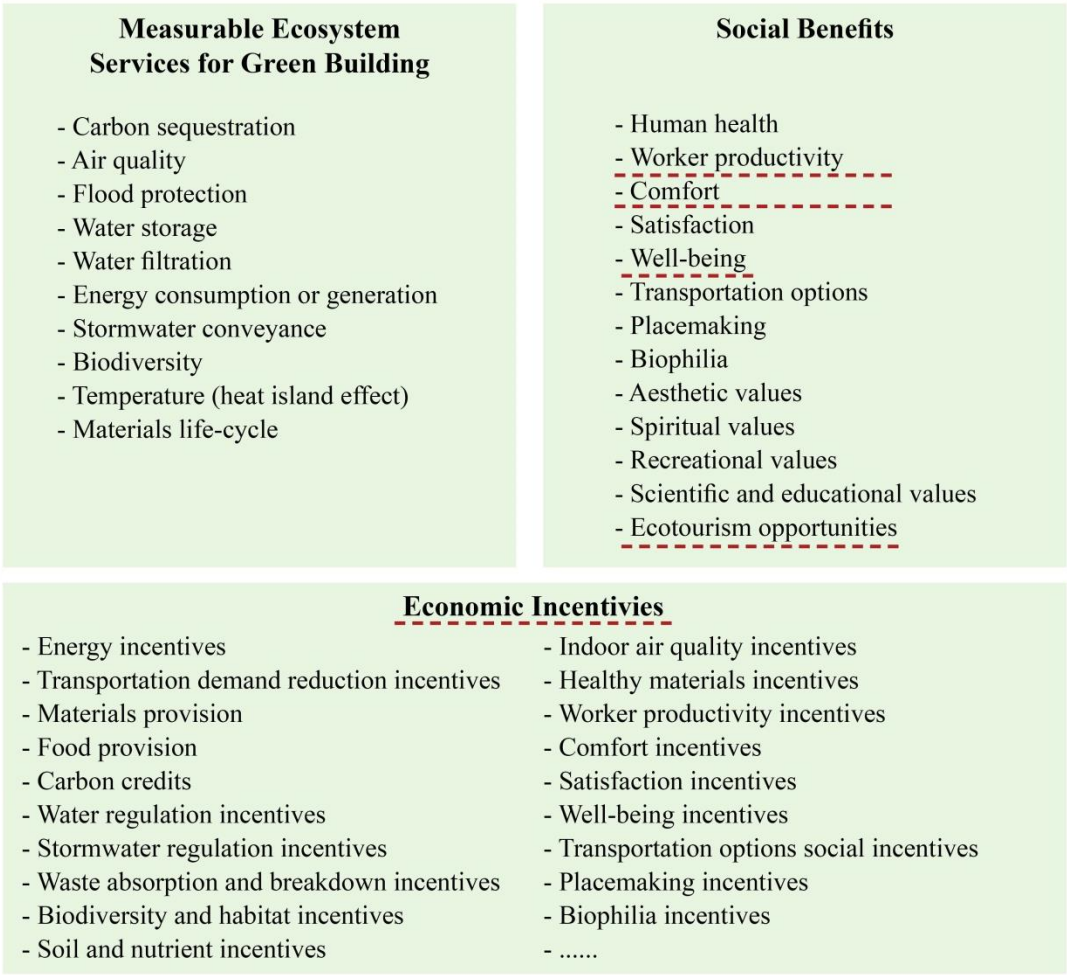 Measurable Ecosystem
Services for Green Building
- Carbon sequestration
- Air quality
- Flood protection
- Water storage
- Water filtration
- Energy consumption or generation
- Stormwater conveyance
- Biodiversity
- Temperature (heat island effect)
- Materials life-cycle
Social Benefits
- Human health
- Worker productivity
- Comfort
- Satisfaction
- Well-being
- Transportation options
- Placemaking
- Biophilia
- Aesthetic values
- Spiritual values
- Recreational values
- Scientific and educational values
- Ecotourism opportunities
Economic Incentivies
- Energy incentives
- Transportation demand reduction incentives
- Materials provision
- Food provision
- Carbon credits
- Water regulation incentives
- Stormwater regulation incentives
- Waste absorption and breakdown incentives
- Biodiversity and habitat incentives
- Soil and nutrient incentives
- Indoor air quality incentives
- Healthy materials incentives
- Worker productivity incentives
- Comfort incentives
- Satisfaction incentives
- Well-being incentives
- Transportation options social incentives
- Placemaking incentives
- Biophilia incentives
- ......